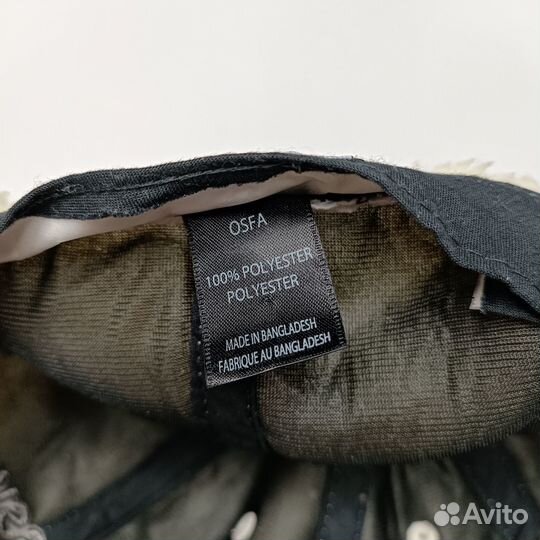 OSFA
100% POLYESTER
POLYESTER
MADE IN BANGLADESH
FABRIQUE AU BANGLADESH
Avito